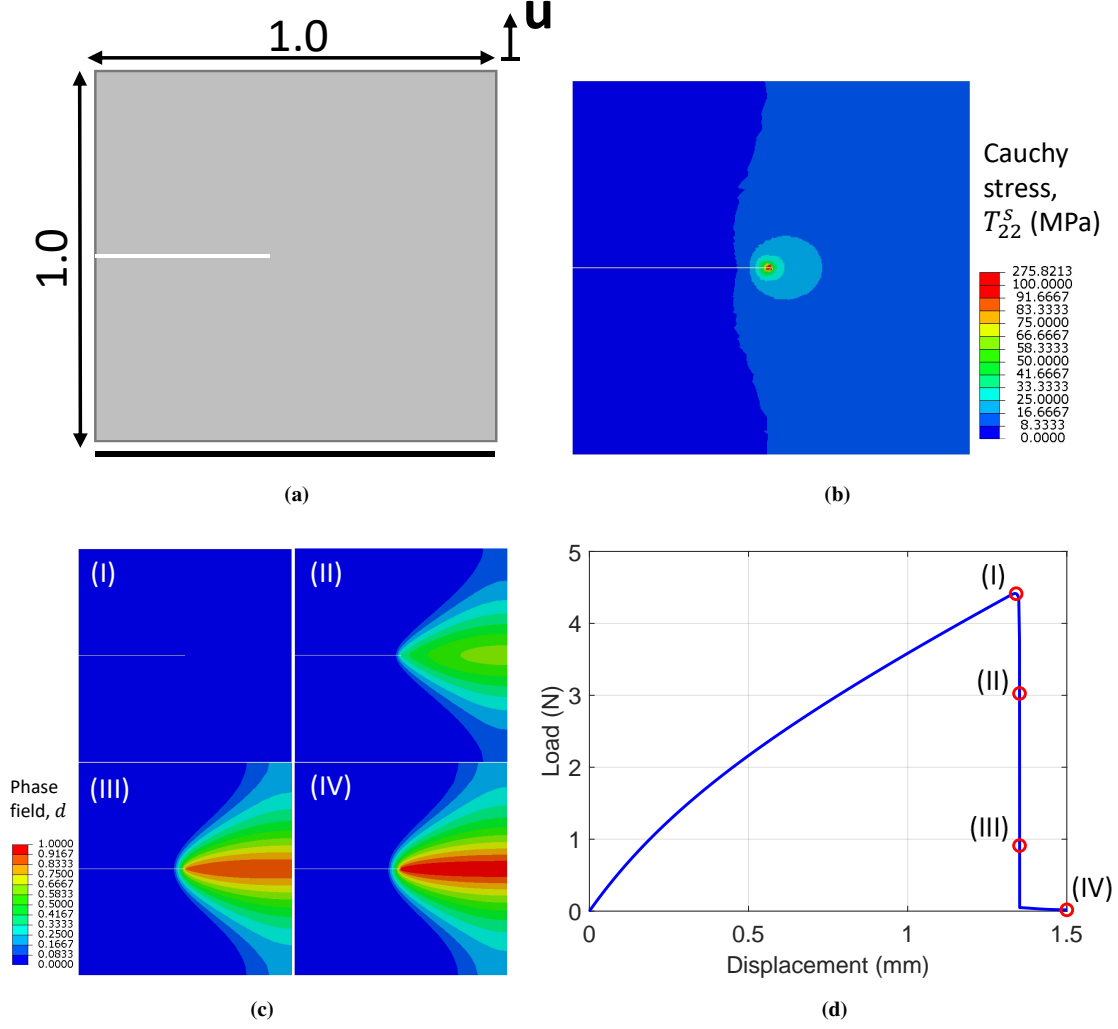 1.0
u
1.0
(a)
Cauchy
stress,
T₂₂ˢ (MPa)
275.8213
100.0000
91.6667
83.3333
75.0000
66.6667
58.3333
50.0000
41.6667
33.3333
25.0000
16.6667
8.3333
0.0000
(b)
(I)
(II)
(III)
(IV)
Phase
field, d
1.0000
0.9167
0.8333
0.7500
0.6667
0.5833
0.5000
0.4167
0.3333
0.2500
0.1667
0.0833
0.0000
(c)
5
4
3
2
1
0
Load (N)
(I)
(II)
(III)
(IV)
0
0.5
1
1.5
Displacement (mm)
(d)